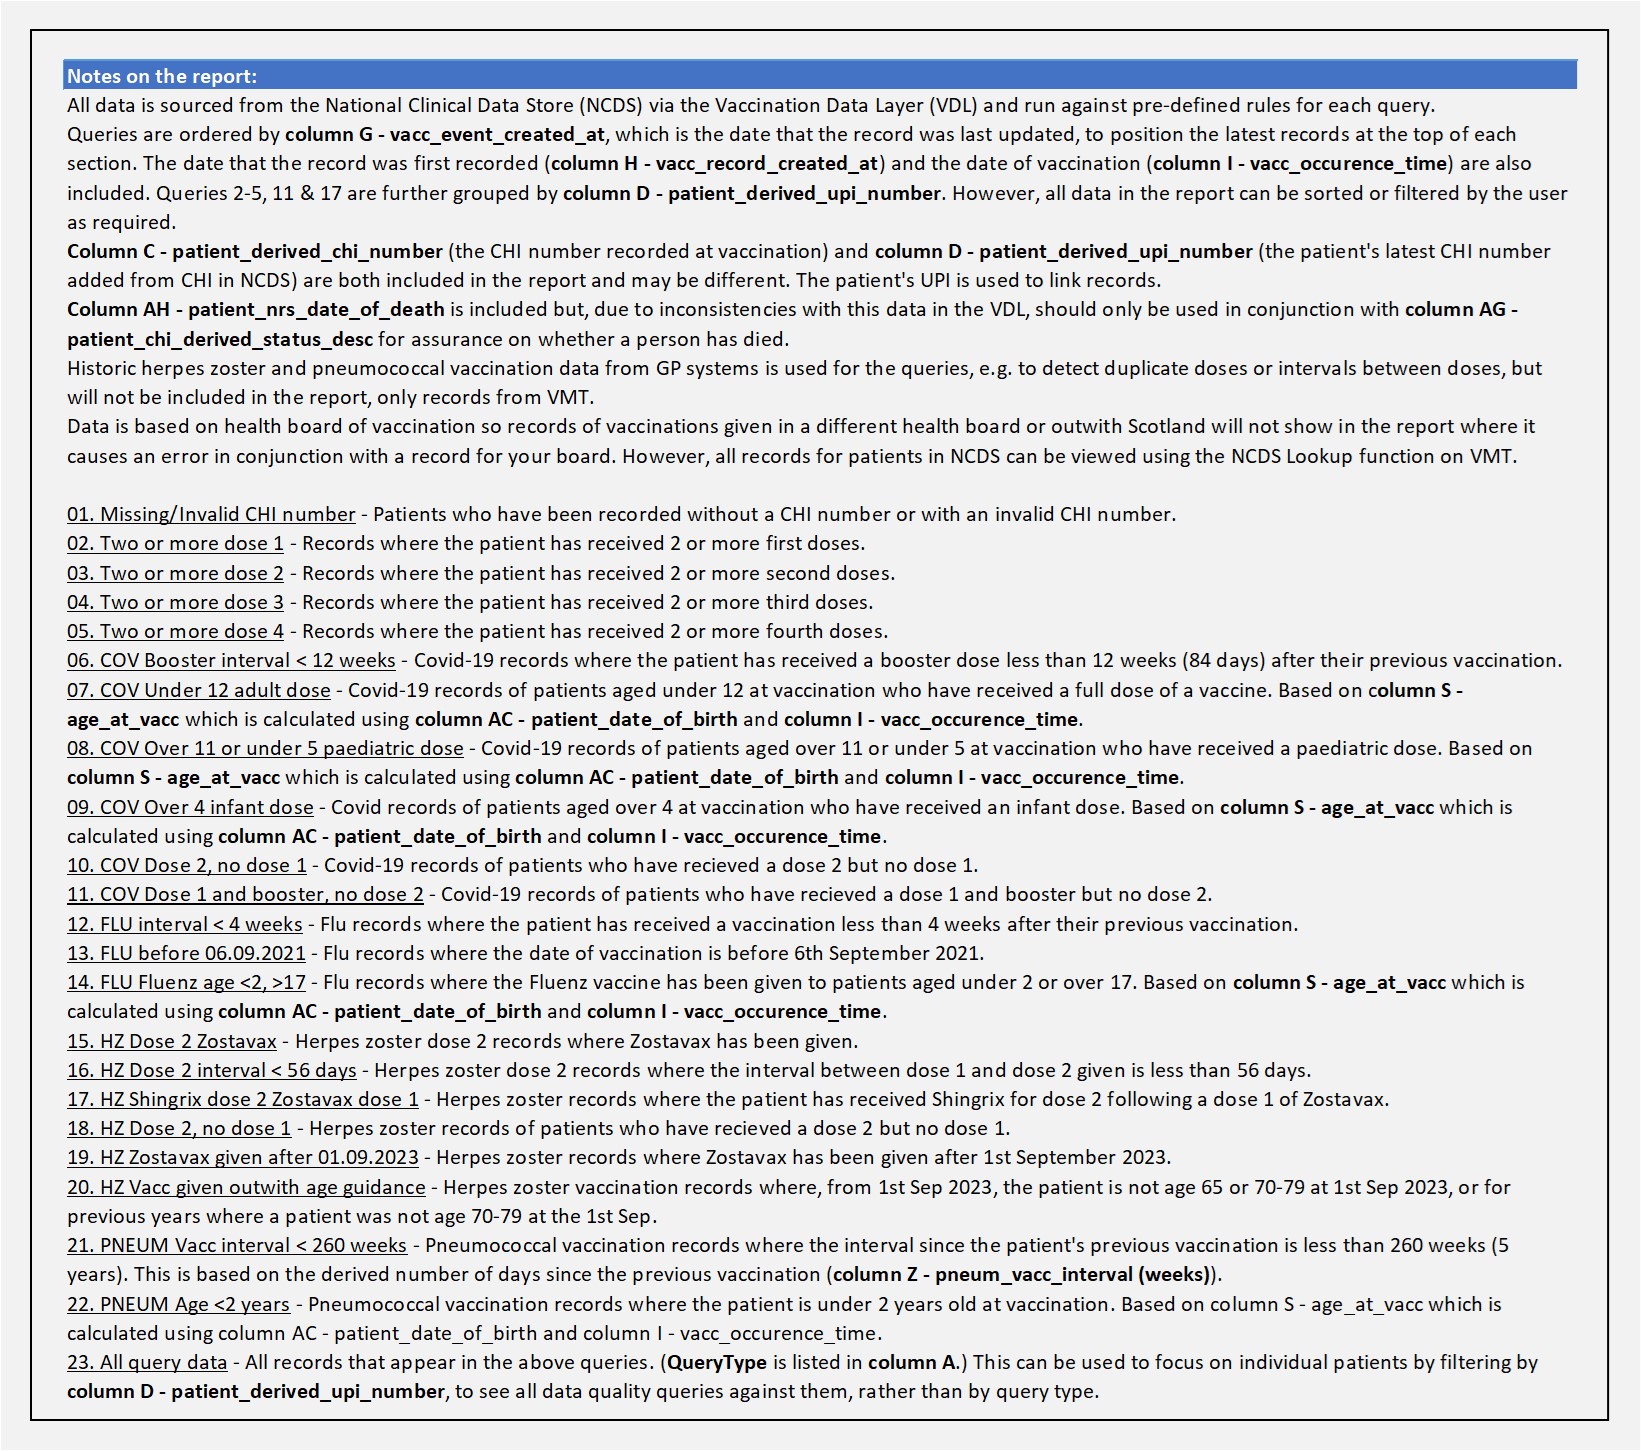 Notes on the report:
All data is sourced from the National Clinical Data Store (NCDS) via the Vaccination Data Layer (VDL) and run against pre-defined rules for each query.
Queries are ordered by column G - vacc_event_created_at, which is the date that the record was last updated, to position the latest records at the top of each
section. The date that the record was first recorded (column H - vacc_record_created_at) and the date of vaccination (column I - vacc_occurence_time) are also
included. Queries 2-5, 11 & 17 are further grouped by column D - patient_derived_upi_number. However, all data in the report can be sorted or filtered by the user
as required.
Column C - patient_derived_chi_number (the CHI number recorded at vaccination) and column D - patient_derived_upi_number (the patient's latest CHI number
added from CHI in NCDS) are both included in the report and may be different. The patient's UPI is used to link records.
Column AH - patient_nrs_date_of_death is included but, due to inconsistencies with this data in the VDL, should only be used in conjunction with column AG -
patient_chi_derived_status_desc for assurance on whether a person has died.
Historic herpes zoster and pneumococcal vaccination data from GP systems is used for the queries, e.g. to detect duplicate doses or intervals between doses, but
will not be included in the report, only records from VMT.
Data is based on health board of vaccination so records of vaccinations given in a different health board or outwith Scotland will not show in the report where it
causes an error in conjunction with a record for your board. However, all records for patients in NCDS can be viewed using the NCDS Lookup function on VMT.
01. Missing/Invalid CHI number - Patients who have been recorded without a CHI number or with an invalid CHI number.
02. Two or more dose 1 - Records where the patient has received 2 or more first doses.
03. Two or more dose 2 - Records where the patient has received 2 or more second doses.
04. Two or more dose 3 - Records where the patient has received 2 or more third doses.
05. Two or more dose 4 - Records where the patient has received 2 or more fourth doses.
06. COV Booster interval < 12 weeks - Covid-19 records where the patient has received a booster dose less than 12 weeks (84 days) after their previous vaccination.
07. COV Under 12 adult dose - Covid-19 records of patients aged under 12 at vaccination who have received a full dose of a vaccine. Based on column S -
age_at_vacc which is calculated using column AC - patient_date_of_birth and column I - vacc_occurence_time.
08. COV Over 11 or under 5 paediatric dose - Covid-19 records of patients aged over 11 or under 5 at vaccination who have received a paediatric dose. Based on
column S - age_at_vacc which is calculated using column AC - patient_date_of_birth and column I - vacc_occurence_time.
09. COV Over 4 infant dose - Covid records of patients aged over 4 at vaccination who have received an infant dose. Based on column S - age_at_vacc which is
calculated using column AC - patient_date_of_birth and column I - vacc_occurence_time.
10. COV Dose 2, no dose 1 - Covid-19 records of patients who have recieved a dose 2 but no dose 1.
11. COV Dose 1 and booster, no dose 2 - Covid-19 records of patients who have recieved a dose 1 and booster but no dose 2.
12. FLU interval < 4 weeks - Flu records where the patient has received a vaccination less than 4 weeks after their previous vaccination.
13. FLU before 06.09.2021 - Flu records where the date of vaccination is before 6th September 2021.
14. FLU Fluenz age <2, >17 - Flu records where the Fluenz vaccine has been given to patients aged under 2 or over 17. Based on column S - age_at_vacc which is
calculated using column AC - patient_date_of_birth and column I - vacc_occurence_time.
15. HZ Dose 2 Zostavax - Herpes zoster dose 2 records where Zostavax has been given.
16. HZ Dose 2 interval < 56 days - Herpes zoster dose 2 records where the interval between dose 1 and dose 2 given is less than 56 days.
17. HZ Shingrix dose 2 Zostavax dose 1 - Herpes zoster records where the patient has received Shingrix for dose 2 following a dose 1 of Zostavax.
18. HZ Dose 2, no dose 1 - Herpes zoster records of patients who have recieved a dose 2 but no dose 1.
19. HZ Zostavax given after 01.09.2023 - Herpes zoster records where Zostavax has been given after 1st September 2023.
20. HZ Vacc given outwith age guidance - Herpes zoster vaccination records where, from 1st Sep 2023, the patient is not age 65 or 70-79 at 1st Sep 2023, or for
previous years where a patient was not age 70-79 at the 1st Sep.
21. PNEUM Vacc interval < 260 weeks - Pneumococcal vaccination records where the interval since the patient's previous vaccination is less than 260 weeks (5
years). This is based on the derived number of days since the previous vaccination (column Z - pneum_vacc_interval (weeks)).
22. PNEUM Age <2 years - Pneumococcal vaccination records where the patient is under 2 years old at vaccination. Based on column S - age_at_vacc which is
calculated using column AC - patient_date_of_birth and column I - vacc_occurence_time.
23. All query data - All records that appear in the above queries. (QueryType is listed in column A.) This can be used to focus on individual patients by filtering by
column D - patient_derived_upi_number, to see all data quality queries against them, rather than by query type.